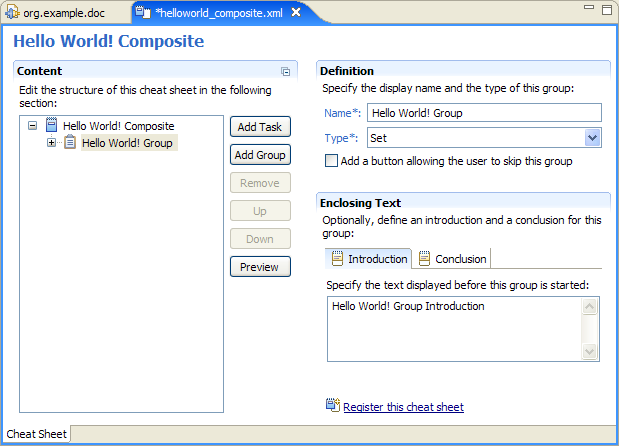 org.example.doc
*helloworld_composite.xml
Hello World! Composite
Content
Edit the structure of this cheat sheet in the following
section:
Hello World! Composite
Hello World! Group
Add Task
Add Group
Remove
Up
Down
Preview
Definition
Specify the display name and the type of this group:
Name*: Hello World! Group
Type*: Set
Add a button allowing the user to skip this group
Enclosing Text
Optionally, define an introduction and a conclusion for this
group:
Introduction Conclusion
Specify the text displayed before this group is started:
Hello World! Group Introduction
Register this cheat sheet
Cheat Sheet